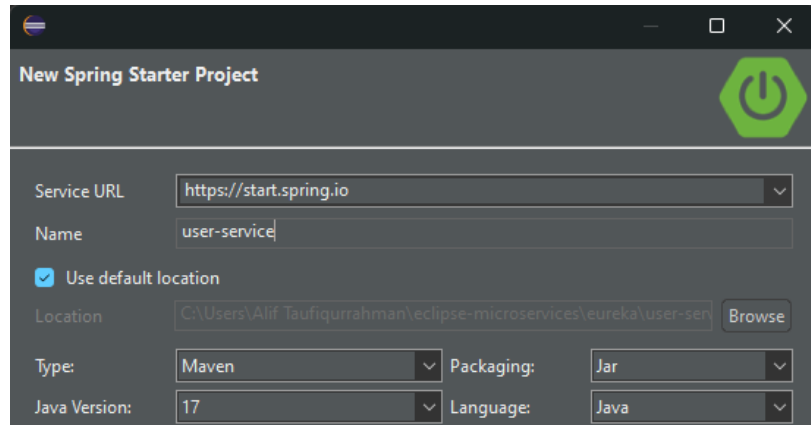 New Spring Starter Project
Service URL https://start.spring.io
Name user-service
Use default location
Location C:\Users\Alif Taufiqurrahman\eclipse-microservices\eureka\user-sen Browse
Type: Maven Packaging: Jar
Java Version: 17 Language: Java